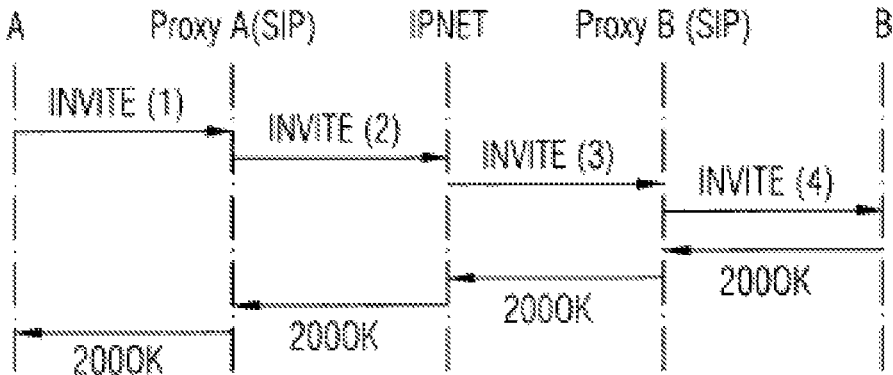 A Proxy A(SIP) IPNET Proxy B (SIP) B
INVITE (1)
INVITE (2)
INVITE (3)
INVITE (4)
200OK
200OK
200OK
200OK